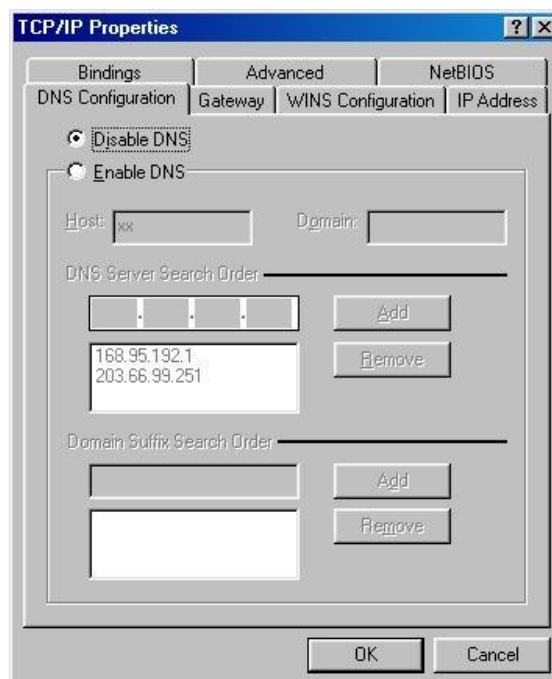 TCP/IP Properties
Bindings Advanced NetBIOS
DNS Configuration Gateway WINS Configuration IP Address
Disable DNS
Enable DNS
Host: xx Domain:
DNS Server Search Order
. . . Add
168.95.192.1
203.66.99.251
Remove
Domain Suffix Search Order
Add
Remove
OK Cancel